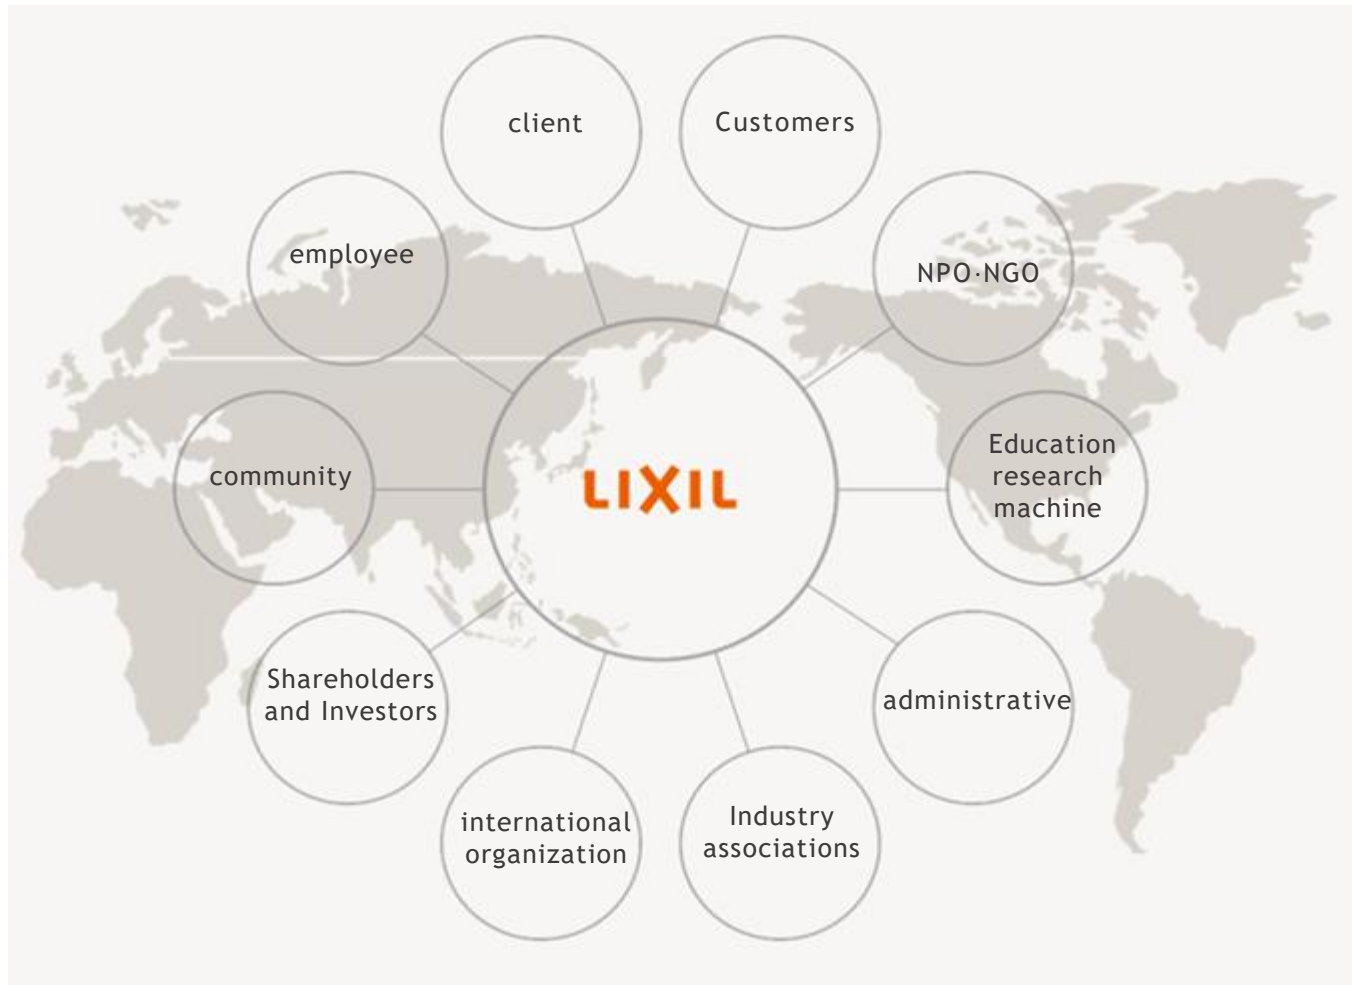 client
Customers
employee
NPO·NGO
community
LIXIL
Education
research
machine
Shareholders
and Investors
administrative
international
organization
Industry
associations